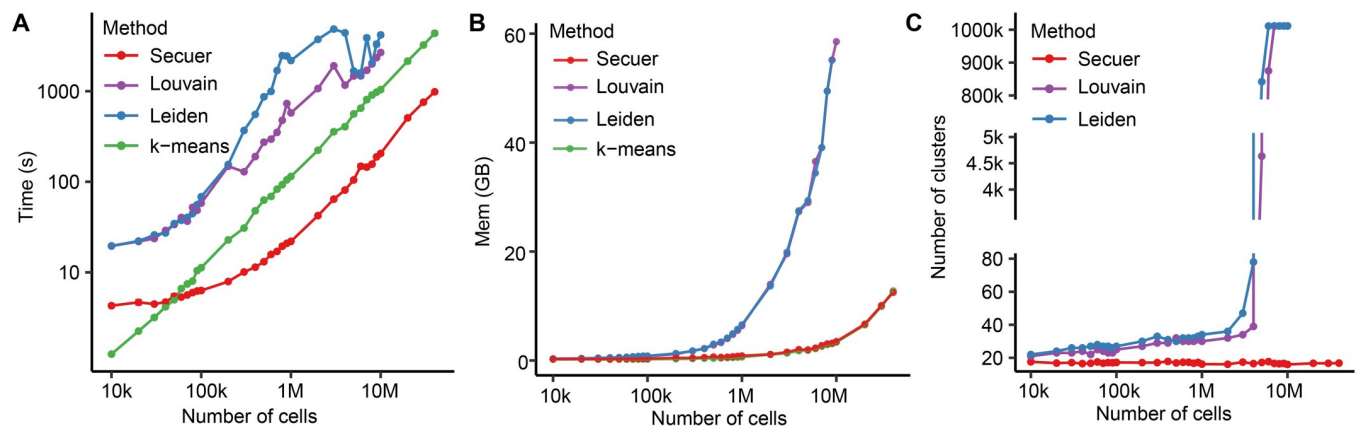 A
Method
Secuer
Louvain
Leiden
k−means
Time (s)
1000
100
10
10k
100k
1M
10M
Number of cells
B
Method
Secuer
Louvain
Leiden
k−means
Mem (GB)
60
40
20
0
10k
100k
1M
10M
Number of cells
C
Method
Secuer
Louvain
Leiden
Number of clusters
1000k
900k
800k
5k
4.5k
4k
80
60
40
20
10k
100k
1M
10M
Number of cells